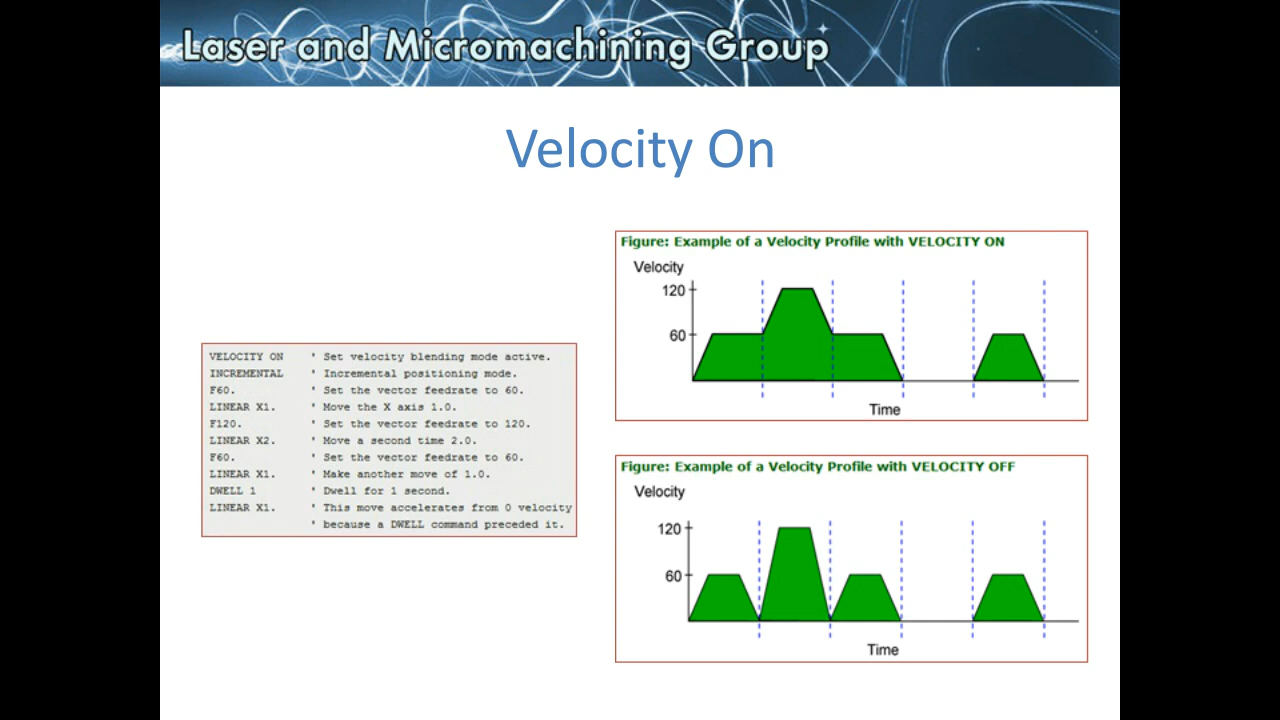 Laser and Micromachining Group
Velocity On
VELOCITY ON ' Set velocity blending mode active.
INCREMENTAL ' Incremental positioning mode.
F60. ' Set the vector feedrate to 60.
LINEAR X1. ' Move the X axis 1.0.
F120. ' Set the vector feedrate to 120.
LINEAR X2. ' Move a second time 2.0.
F60. ' Set the vector feedrate to 60.
LINEAR X1. ' Make another move of 1.0.
DWELL 1 ' Dwell for 1 second.
LINEAR X1. ' This move accelerates from 0 velocity
' because a DWELL command preceded it.
Figure: Example of a Velocity Profile with VELOCITY ON
Velocity
120
60
Time
Figure: Example of a Velocity Profile with VELOCITY OFF
Velocity
120
60
Time